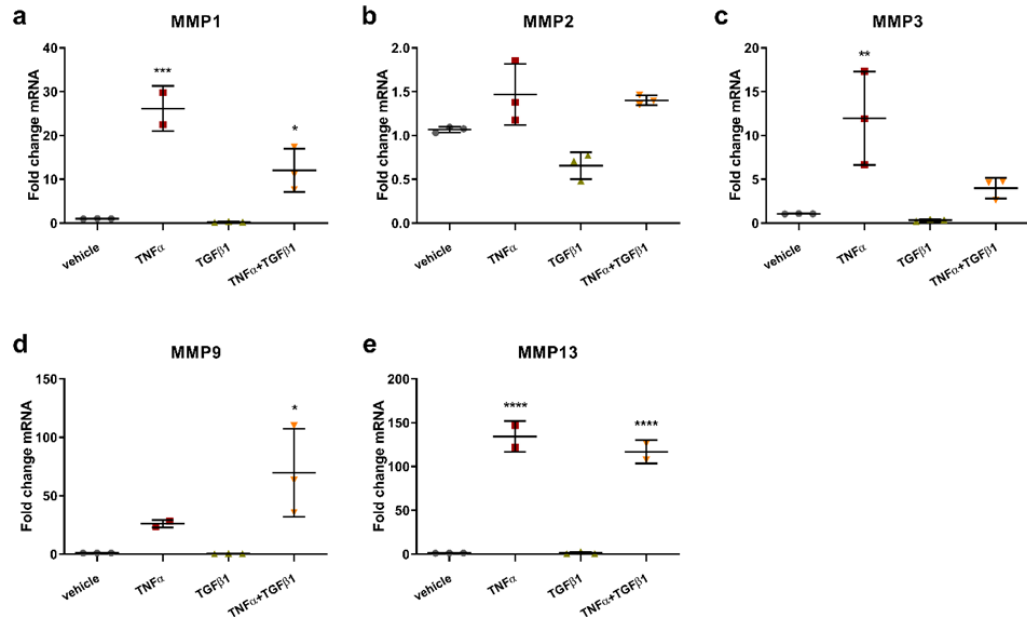 a
MMP1
Fold change mRNA
40
30
20
10
0
***
*
vehicle
TNFα
TGFβ1
TNFα+TGFβ1
b
MMP2
Fold change mRNA
2.0
1.5
1.0
0.5
0.0
vehicle
TNFα
TGFβ1
TNFα+TGFβ1
c
MMP3
Fold change mRNA
20
15
10
5
0
**
vehicle
TNFα
TGFβ1
TNFα+TGFβ1
d
MMP9
Fold change mRNA
150
100
50
0
*
vehicle
TNFα
TGFβ1
TNFα+TGFβ1
e
MMP13
Fold change mRNA
200
150
100
50
0
****
****
vehicle
TNFα
TGFβ1
TNFα+TGFβ1